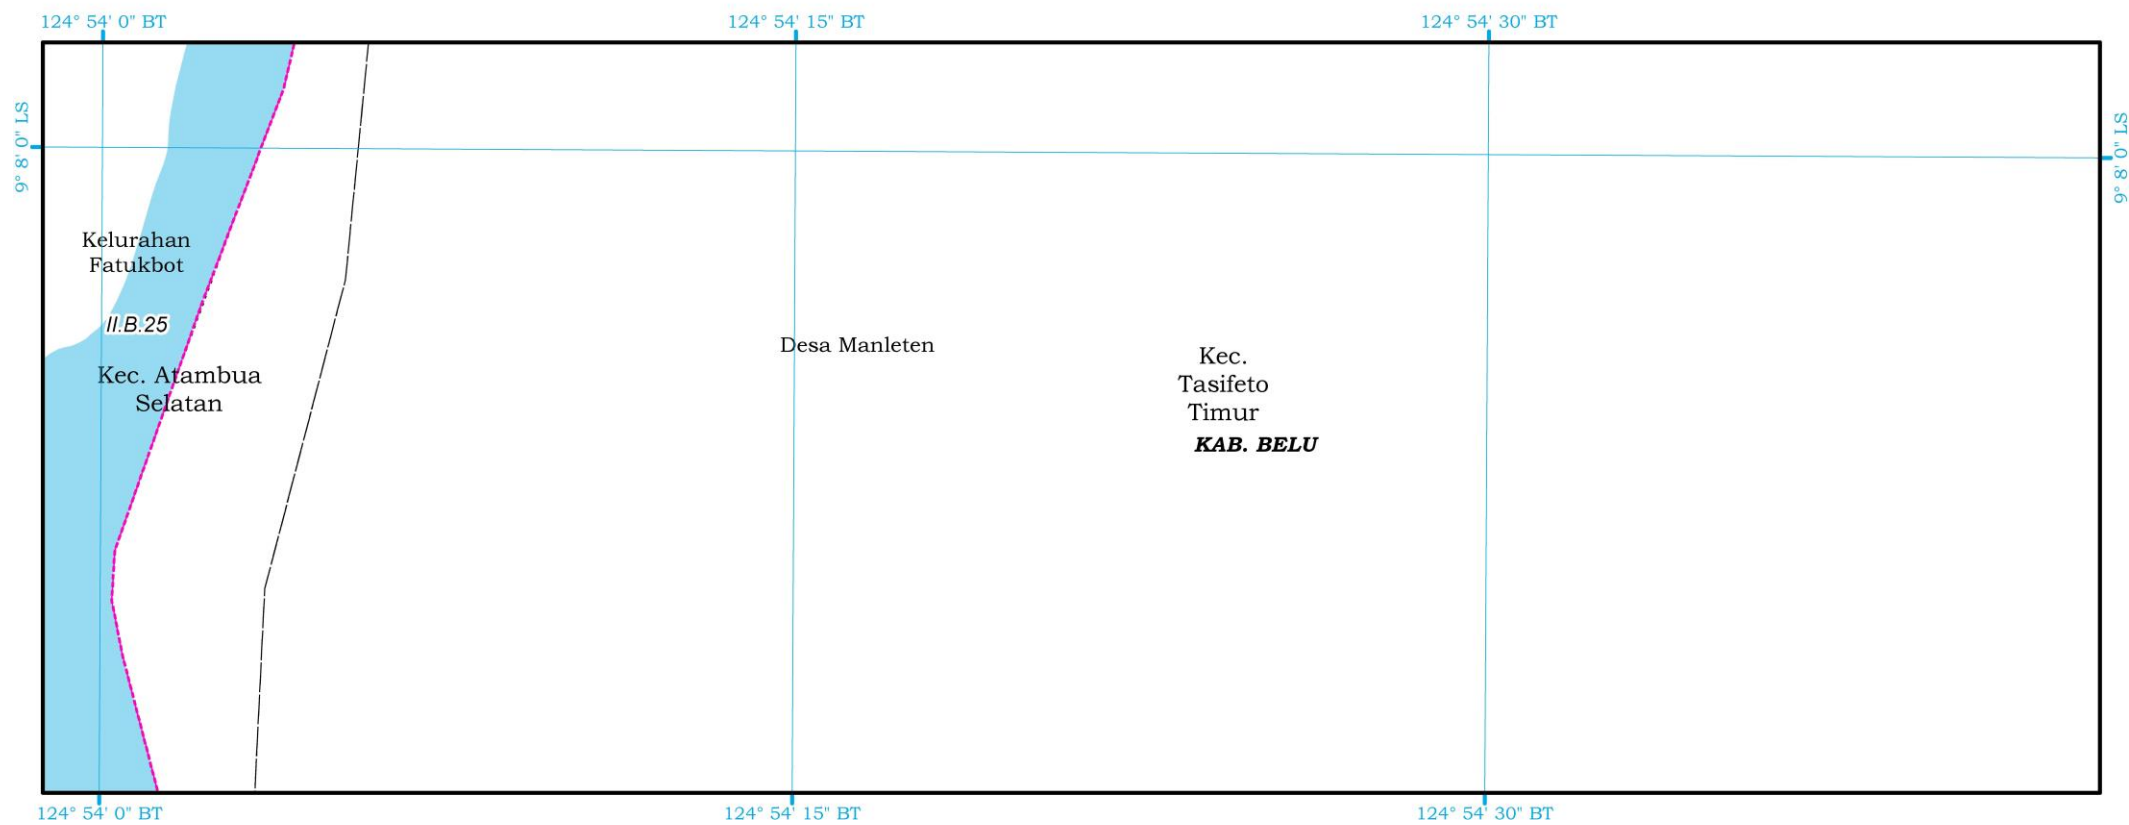 124° 54' 0" BT
124° 54' 15" BT
124° 54' 30" BT
9° 8' 0" LS
9° 8' 0" LS
Kelurahan
Fatukbot
II.B.25
Kec. Atambua
Selatan
Desa Manleten
Kec.
Tasifeto
Timur
KAB. BELU
124° 54' 0" BT
124° 54' 15" BT
124° 54' 30" BT